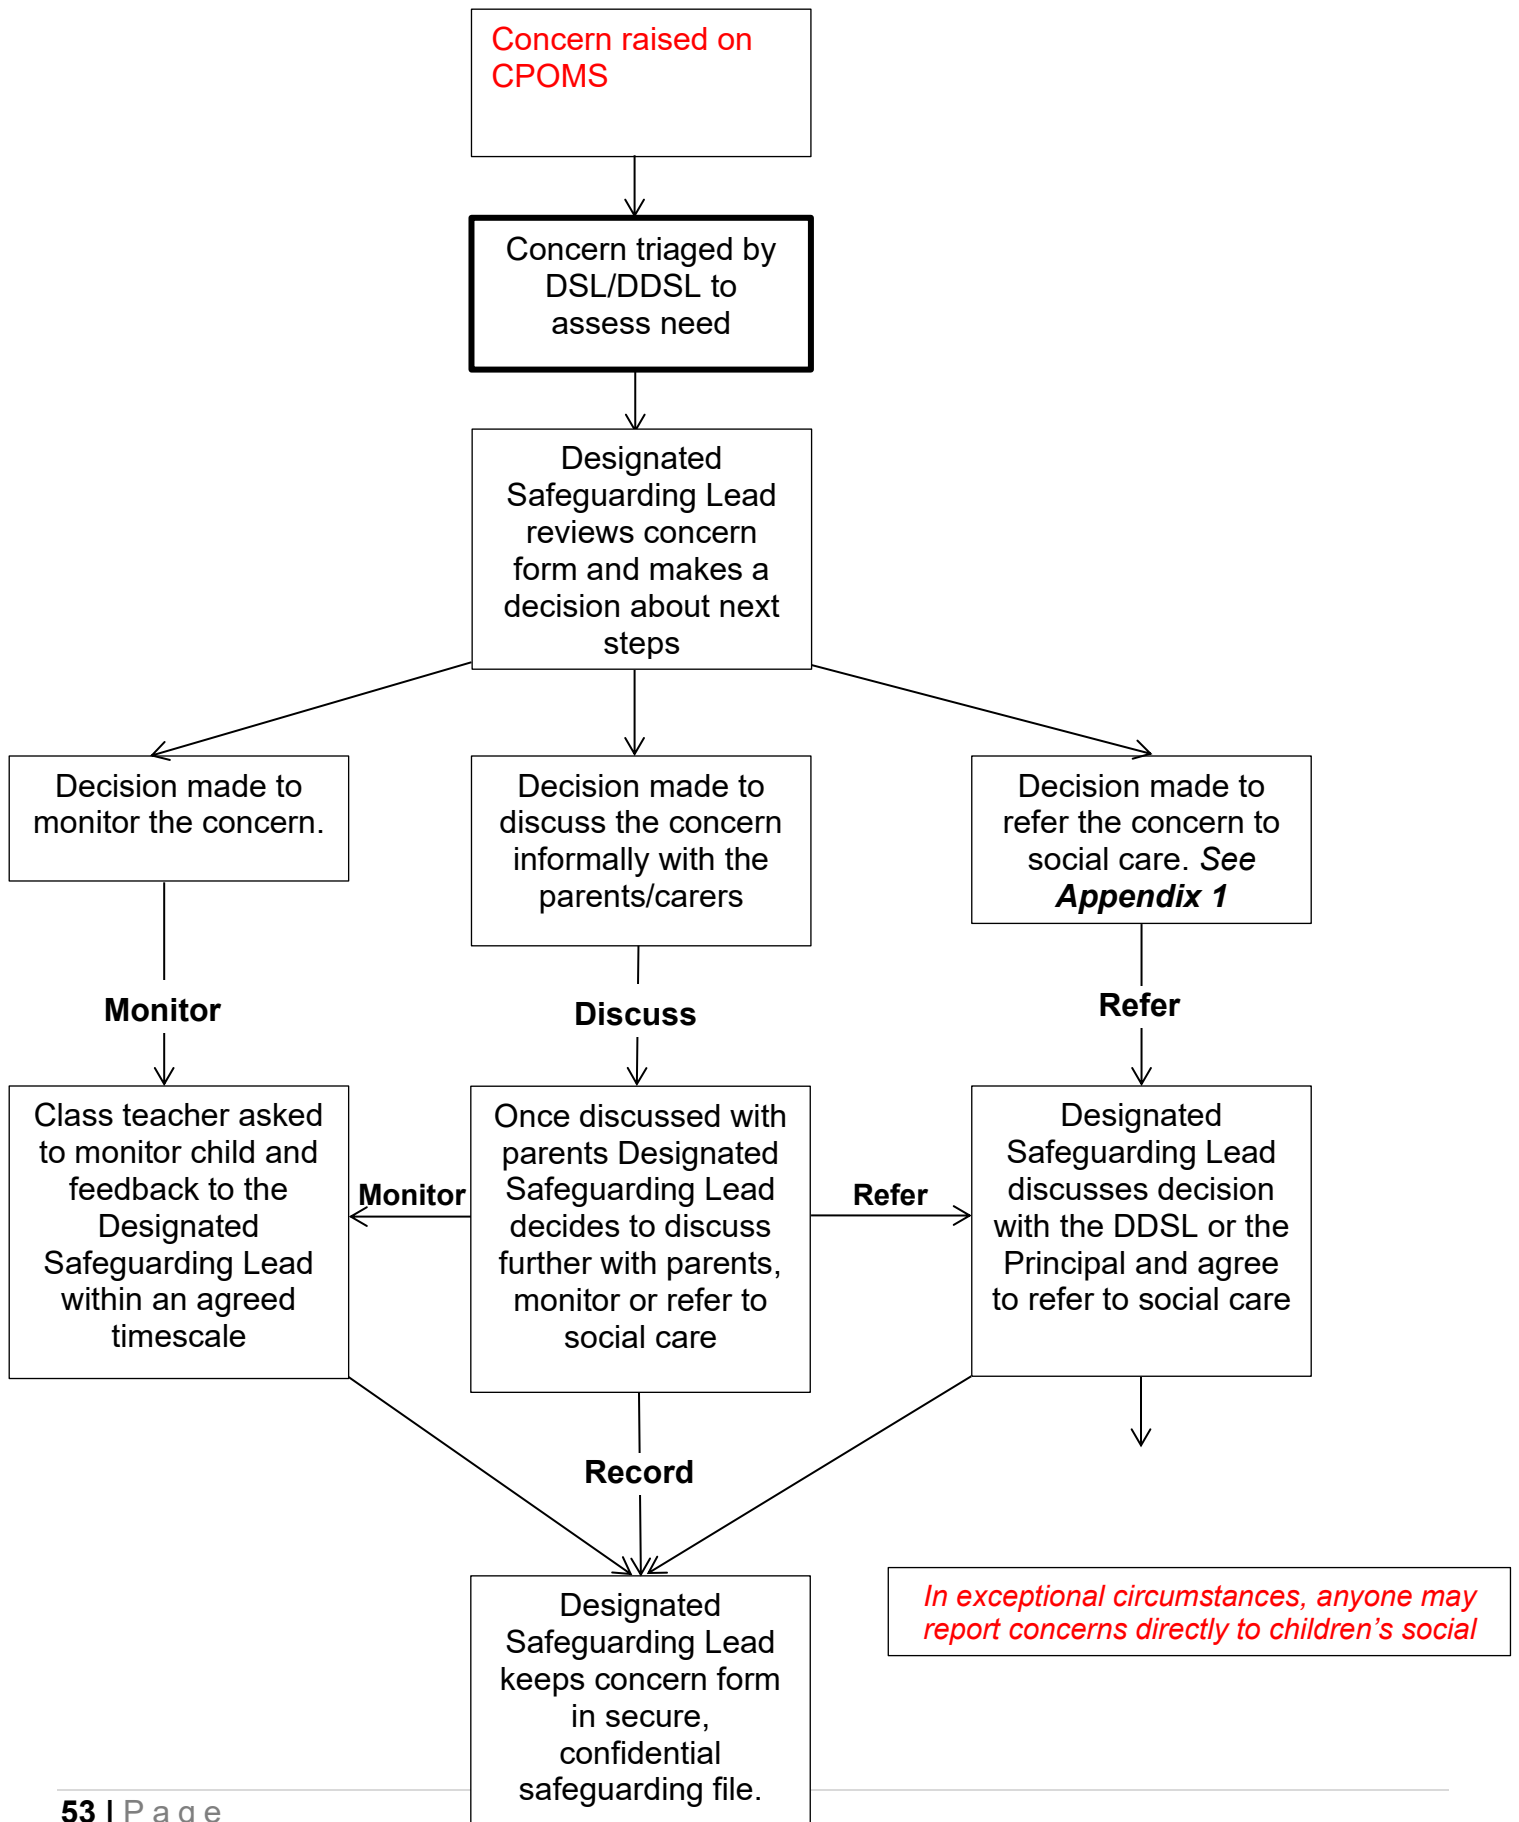 Concern raised on
CPOMS
Concern triaged by
DSL/DDSL to
assess need
Designated
Safeguarding Lead
reviews concern
form and makes a
decision about next
steps
Decision made to
monitor the concern.
Decision made to
discuss the concern
informally with the
parents/carers
Decision made to
refer the concern to
social care. See
Appendix 1
Monitor
Discuss
Refer
Class teacher asked
to monitor child and
feedback to the
Designated
Safeguarding Lead
within an agreed
timescale
Monitor
Once discussed with
parents Designated
Safeguarding Lead
decides to discuss
further with parents,
monitor or refer to
social care
Refer
Designated
Safeguarding Lead
discusses decision
with the DDSL or the
Principal and agree
to refer to social care
Record
Designated
Safeguarding Lead
keeps concern form
in secure,
confidential
safeguarding file.
In exceptional circumstances, anyone may
report concerns directly to children’s social
53 | Page